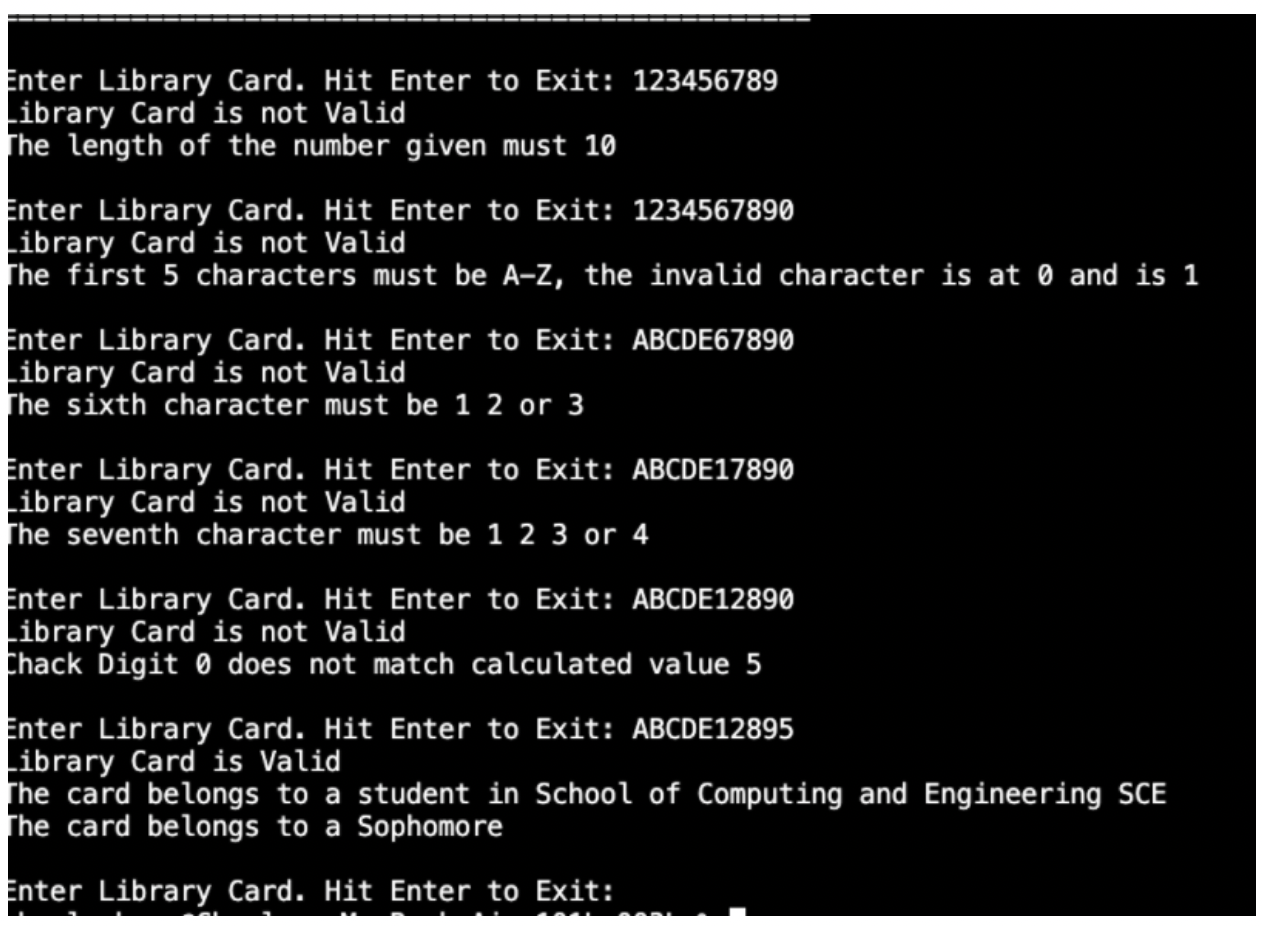 ==================================================
Enter Library Card. Hit Enter to Exit: 123456789
Library Card is not Valid
The length of the number given must 10
Enter Library Card. Hit Enter to Exit: 1234567890
Library Card is not Valid
The first 5 characters must be A-Z, the invalid character is at 0 and is 1
Enter Library Card. Hit Enter to Exit: ABCDE67890
Library Card is not Valid
The sixth character must be 1 2 or 3
Enter Library Card. Hit Enter to Exit: ABCDE17890
Library Card is not Valid
The seventh character must be 1 2 3 or 4
Enter Library Card. Hit Enter to Exit: ABCDE12890
Library Card is not Valid
Chack Digit 0 does not match calculated value 5
Enter Library Card. Hit Enter to Exit: ABCDE12895
Library Card is Valid
The card belongs to a student in School of Computing and Engineering SCE
The card belongs to a Sophomore
Enter Library Card. Hit Enter to Exit: